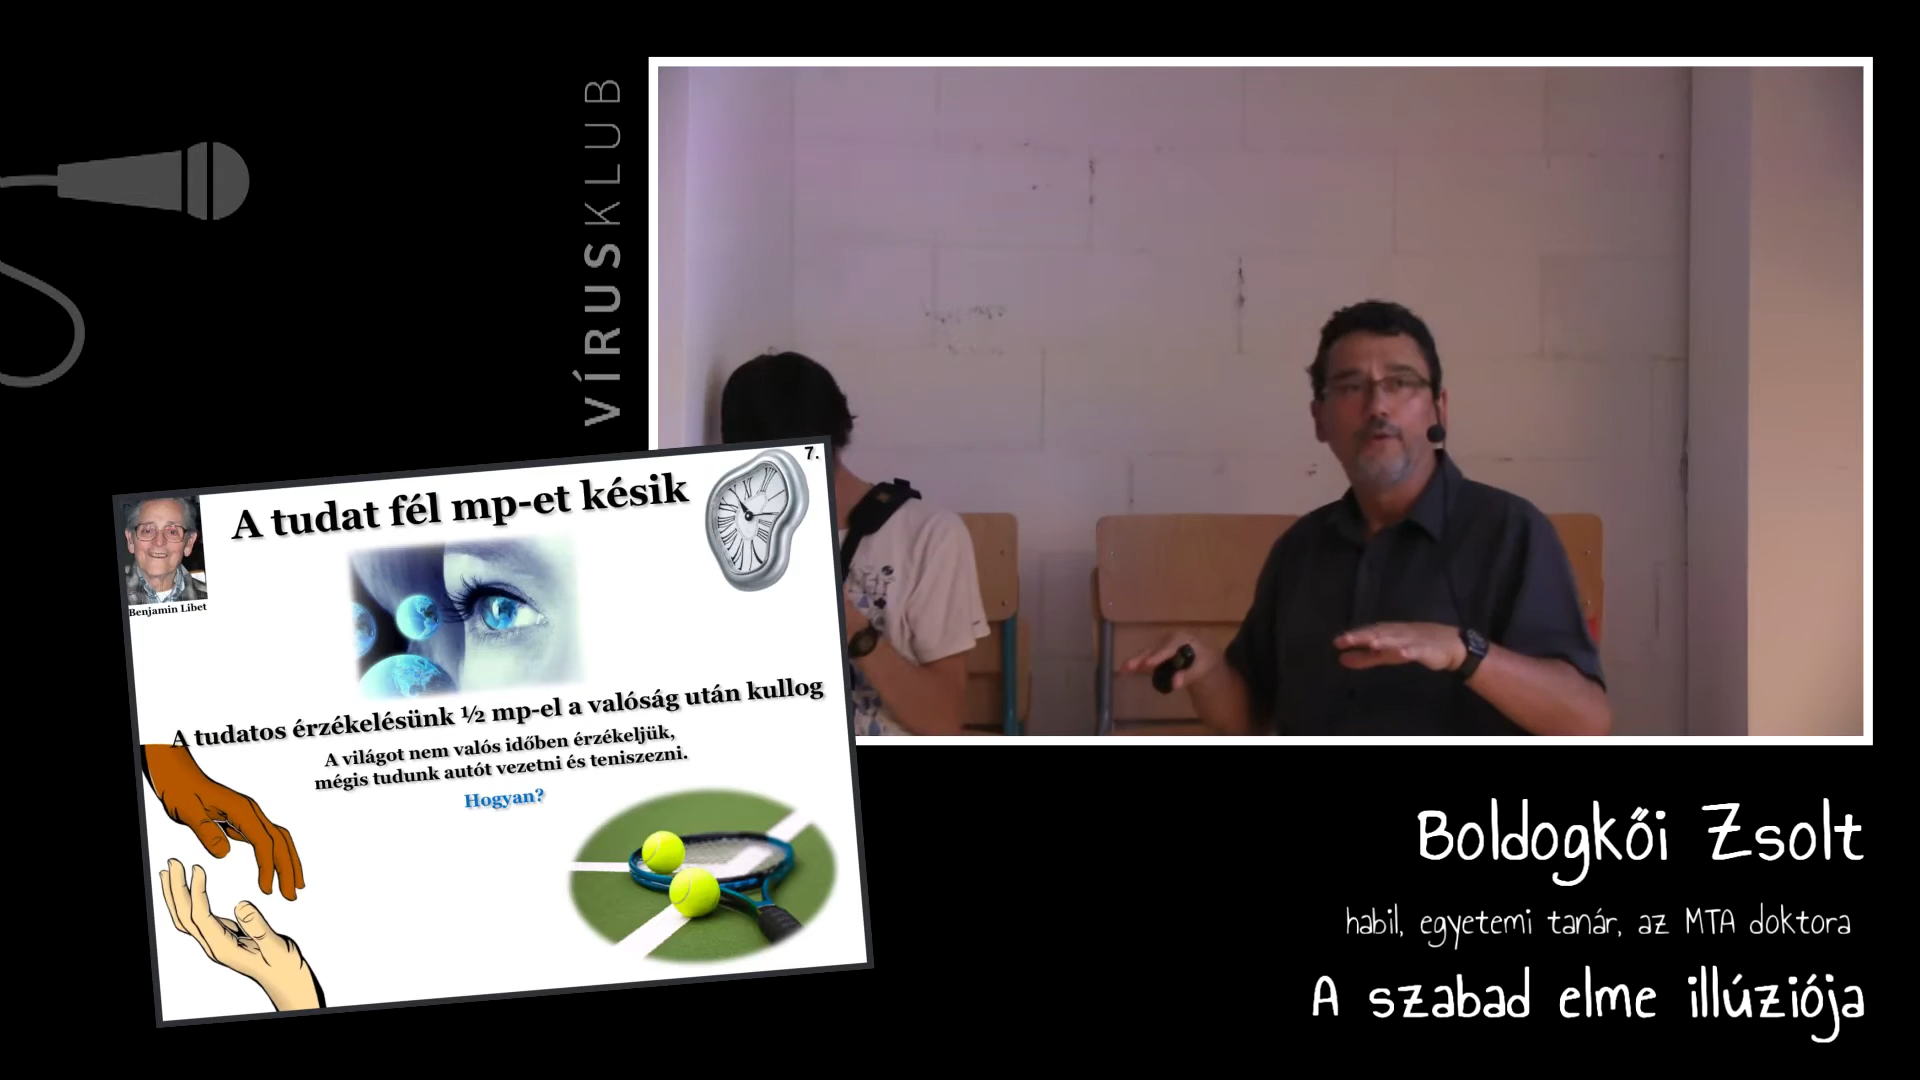 VÍRUSKLUB
7.
A tudat fél mp-et késik
Benjamin Libet
A tudatos érzékelésünk ½ mp-el a valóság után kullog
A világot nem valós időben érzékeljük,
mégis tudunk autót vezetni és teniszezni.
Hogyan?
Boldogkői Zsolt
habil, egyetemi tanár, az MTA doktora
A szabad elme illúziója